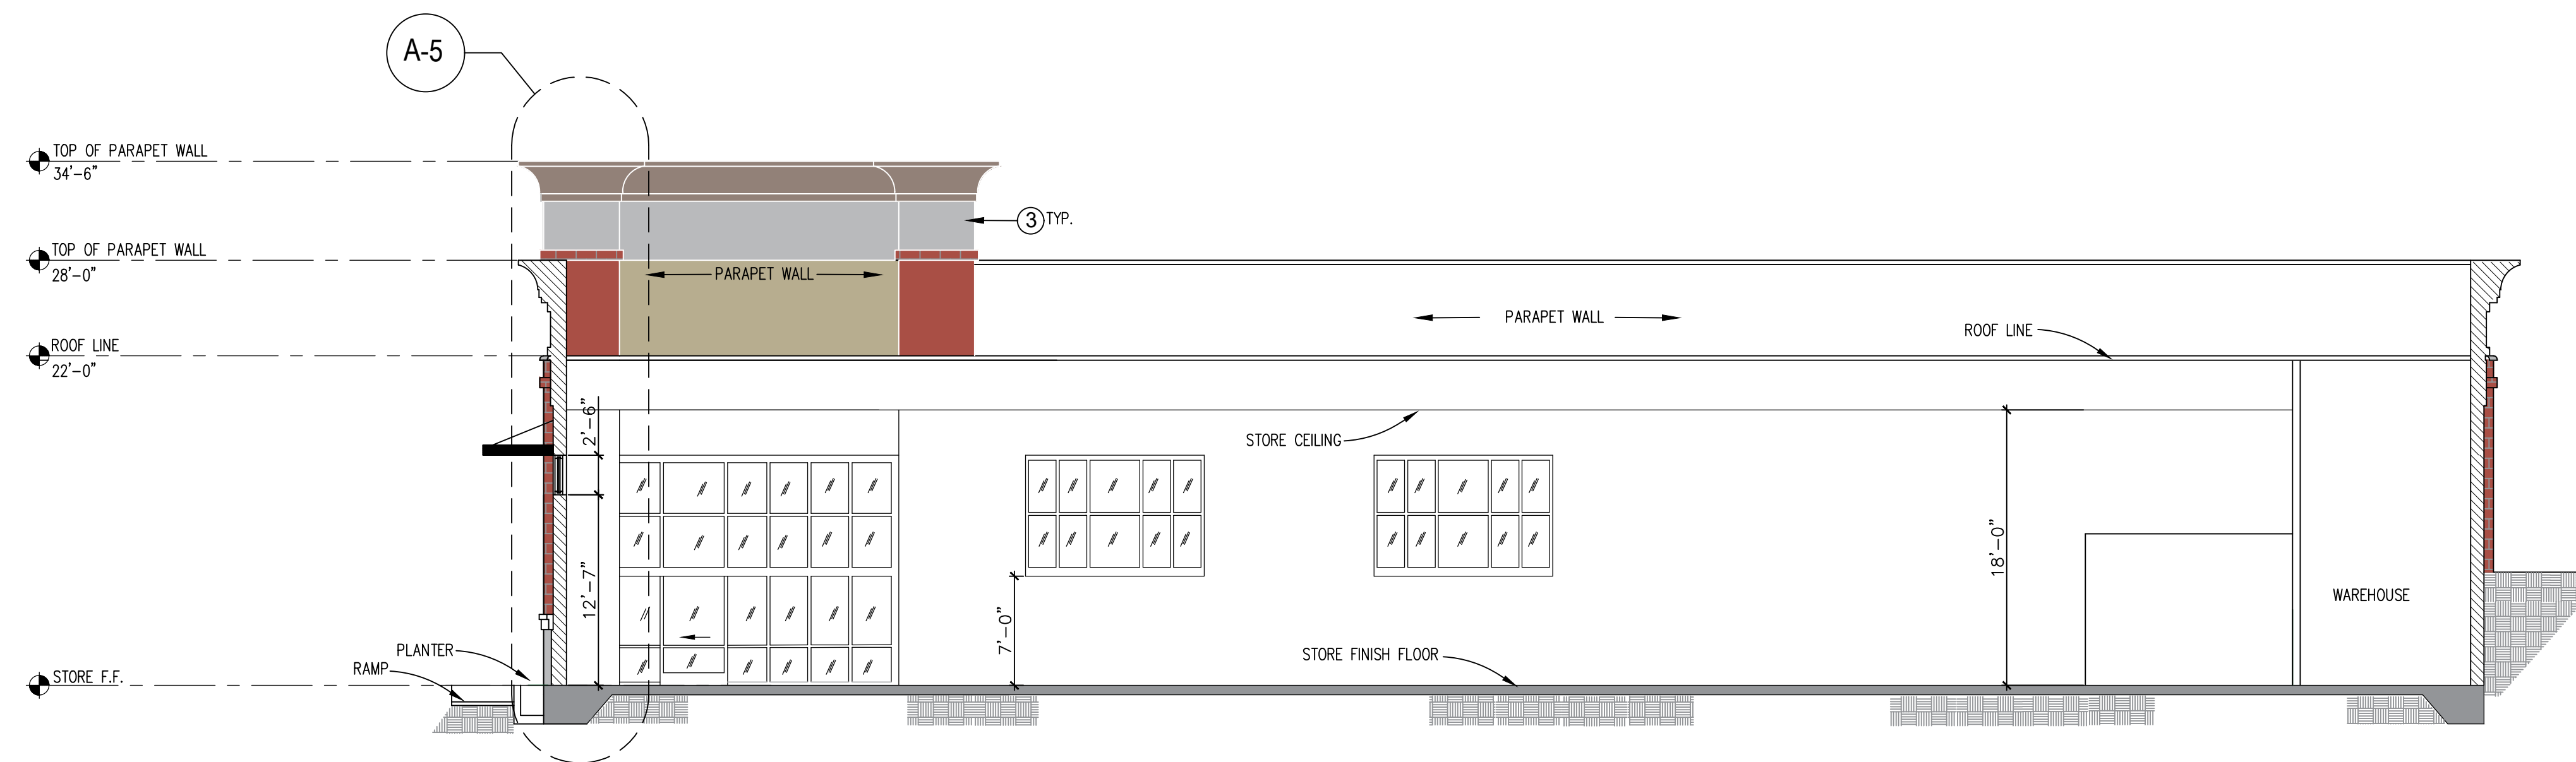 A-5
TOP OF PARAPET WALL
34'-6"
3 TYP.
TOP OF PARAPET WALL
28'-0"
PARAPET WALL
PARAPET WALL
ROOF LINE
ROOF LINE
22'-0"
2'-6"
STORE CEILING
18'-0"
12'-7"
7'-0"
WAREHOUSE
PLANTER
STORE FINISH FLOOR
RAMP
STORE F.F.